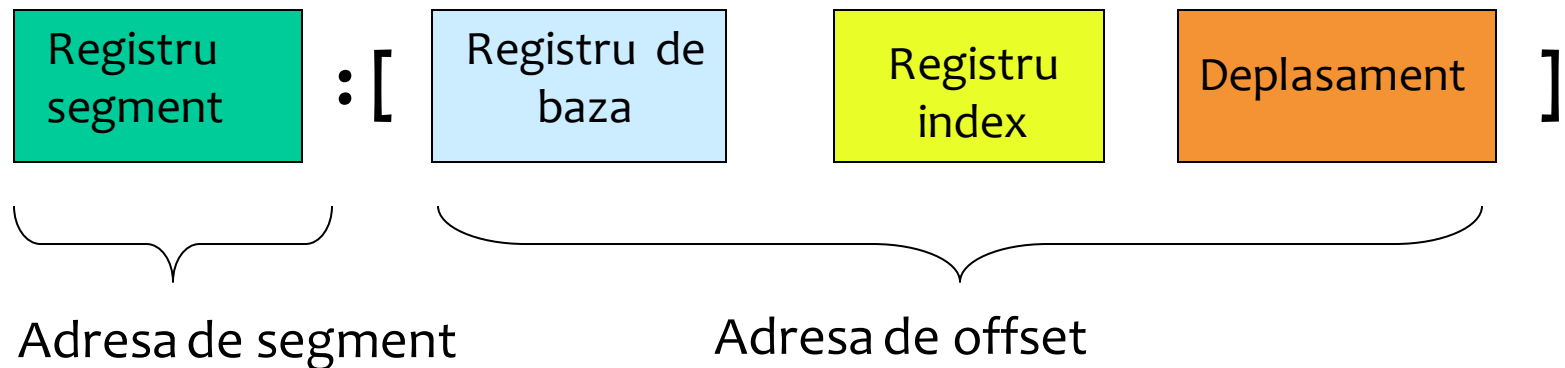 Registru
segment
:[
Registru de
baza
Registru
index
Deplasament
]
Adresa de segment
Adresa de offset